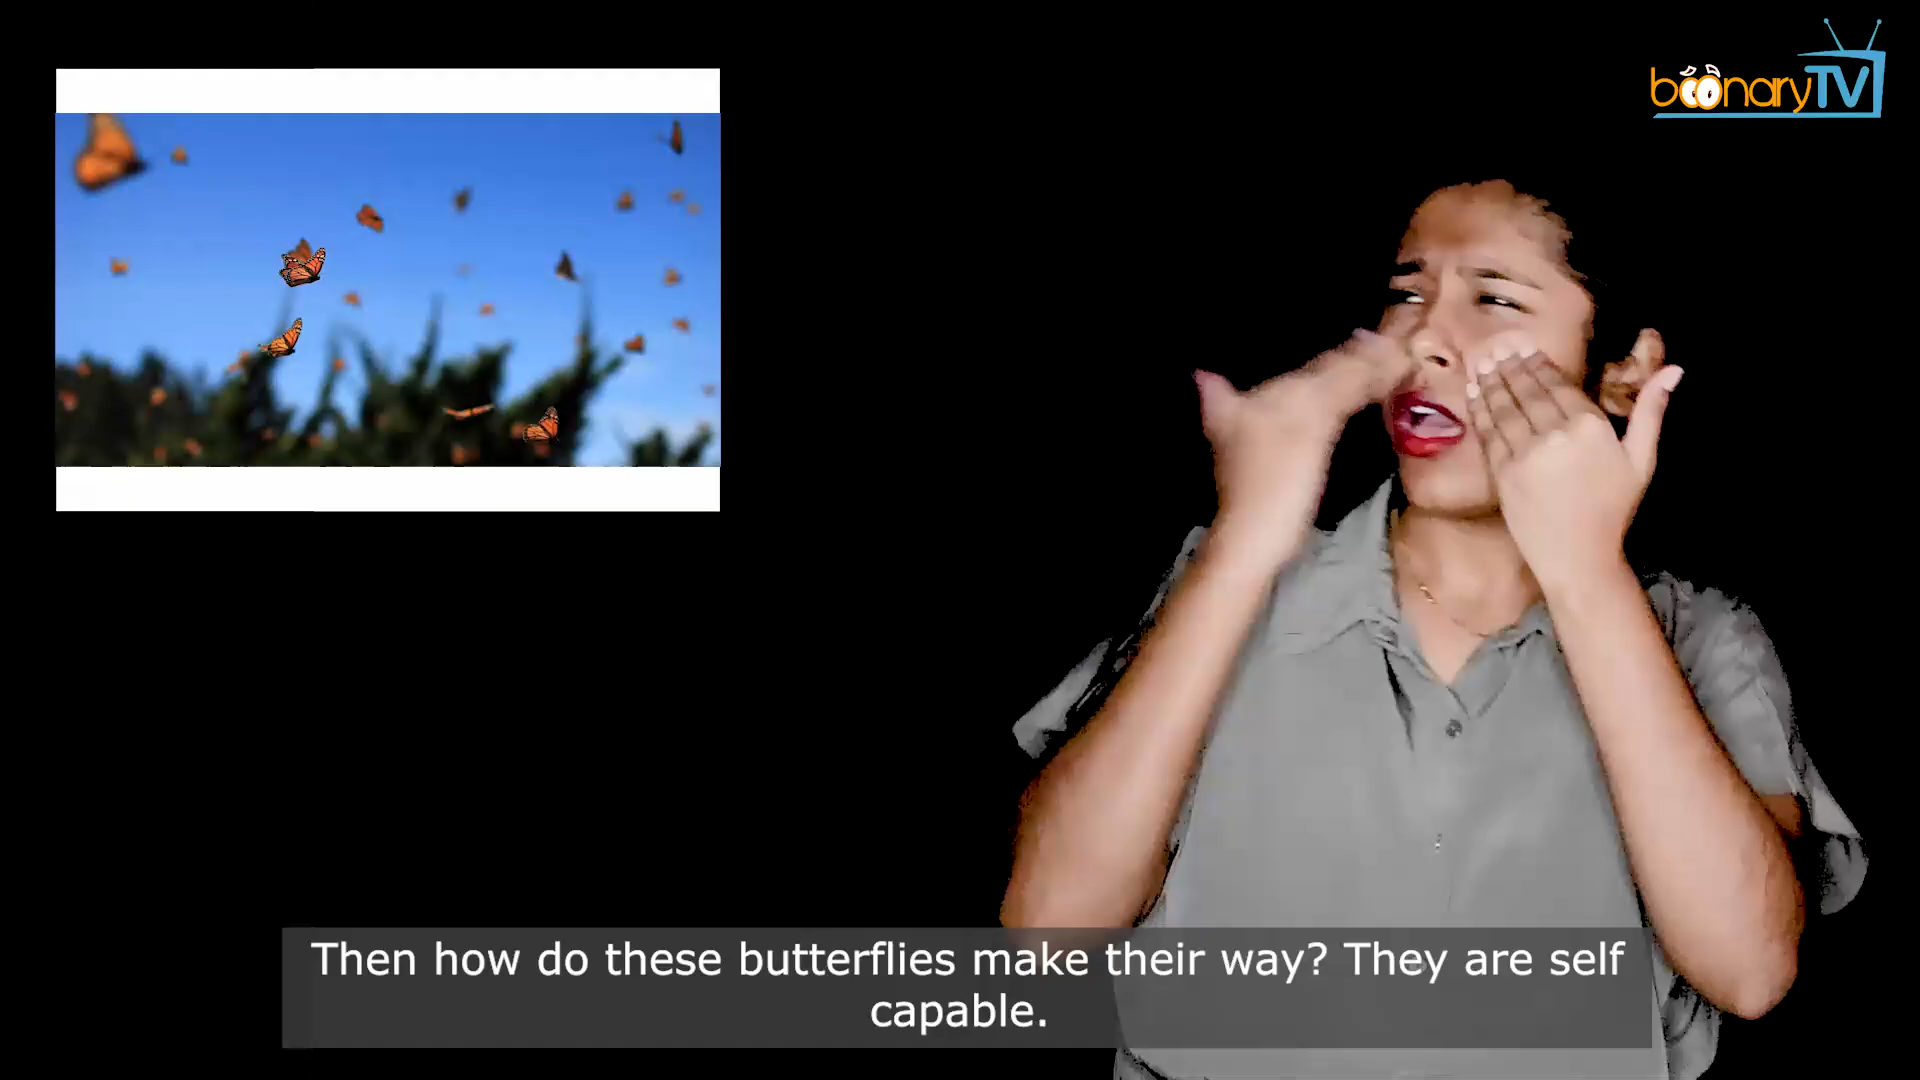 boonaryTV
Then how do these butterflies make their way? They are self
capable.